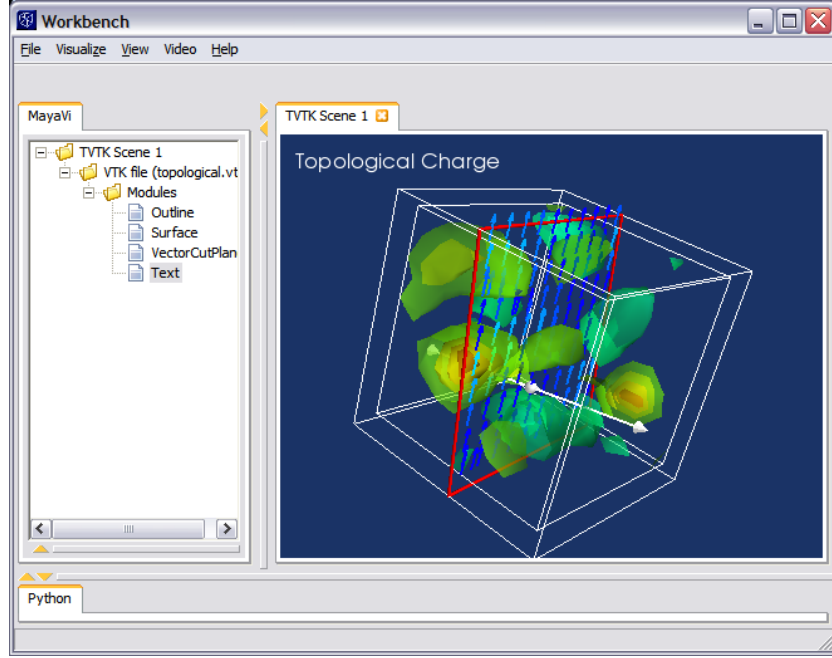 Workbench
File Visualize View Video Help
MayaVi
TVTK Scene 1
TVTK Scene 1
VTK file (topological.vt
Modules
Outline
Surface
VectorCutPlan
Text
Topological Charge
Python